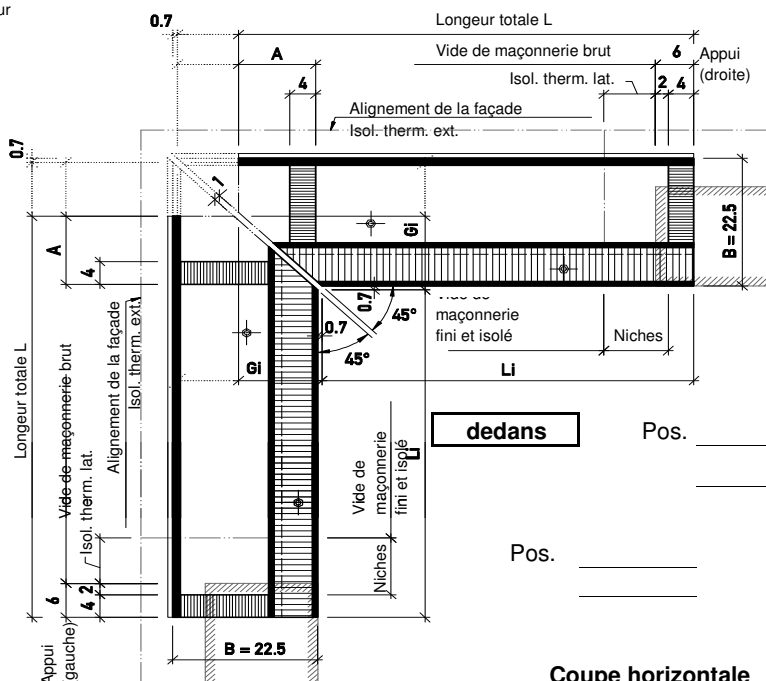 ur
0.7
Longeur totale L
A
Vide de maçonnerie brut
6
Appui
(droite)
4
Isol. therm. lat.
2
4
Alignement de la façade
Isol. therm. ext.
0.7
1
A
4
Gi
B = 22.5
0.7
45°
0.7
45°
Vide de
maçonnerie
fini et isolé
Niches
Gi
Li
Longeur totale L
Vide de maçonnerie brut
Isol. therm. lat.
Alignement de la façade
Isol. therm. ext.
dedans
Pos.
Vide de
maçonnerie
fini et isolé
Li
Niches
Pos.
6
2
4
B = 22.5
Appui
(gauche)
Coupe horizontale